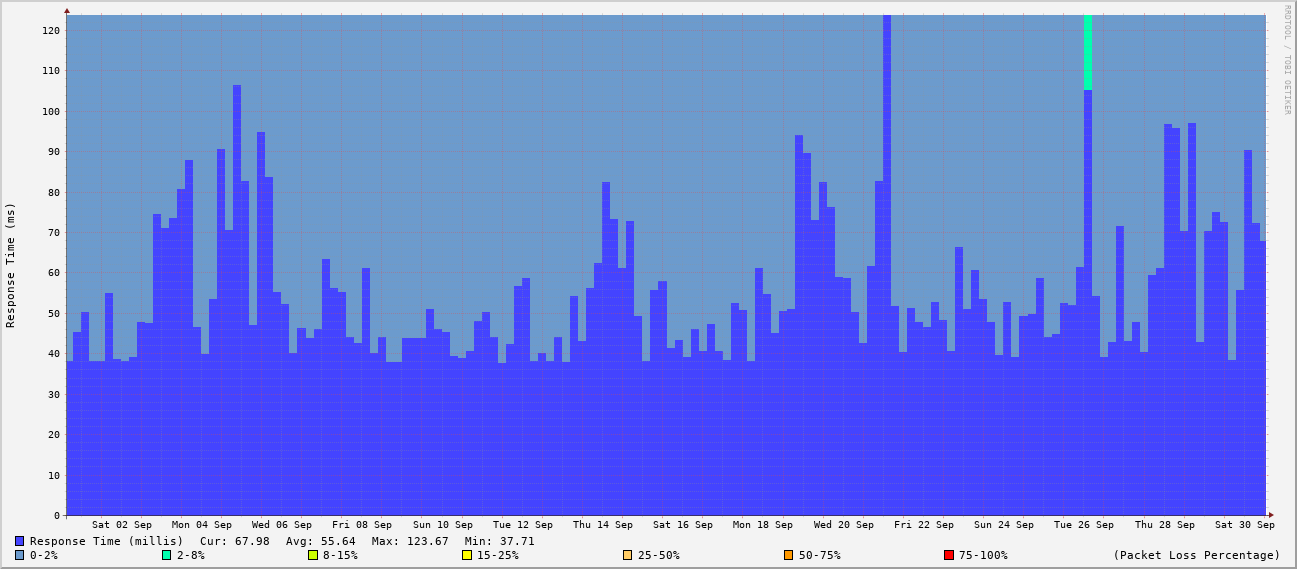 RRDTOOL / TOBI OETIKER
Response Time (ms)
120
110
100
90
80
70
60
50
40
30
20
10
0
Sat 02 Sep Mon 04 Sep Wed 06 Sep Fri 08 Sep Sun 10 Sep Tue 12 Sep Thu 14 Sep Sat 16 Sep Mon 18 Sep Wed 20 Sep Fri 22 Sep Sun 24 Sep Tue 26 Sep Thu 28 Sep Sat 30 Sep
Response Time (millis) Cur: 67.98 Avg: 55.64 Max: 123.67 Min: 37.71
0-2% 2-8% 8-15% 15-25% 25-50% 50-75% 75-100% (Packet Loss Percentage)